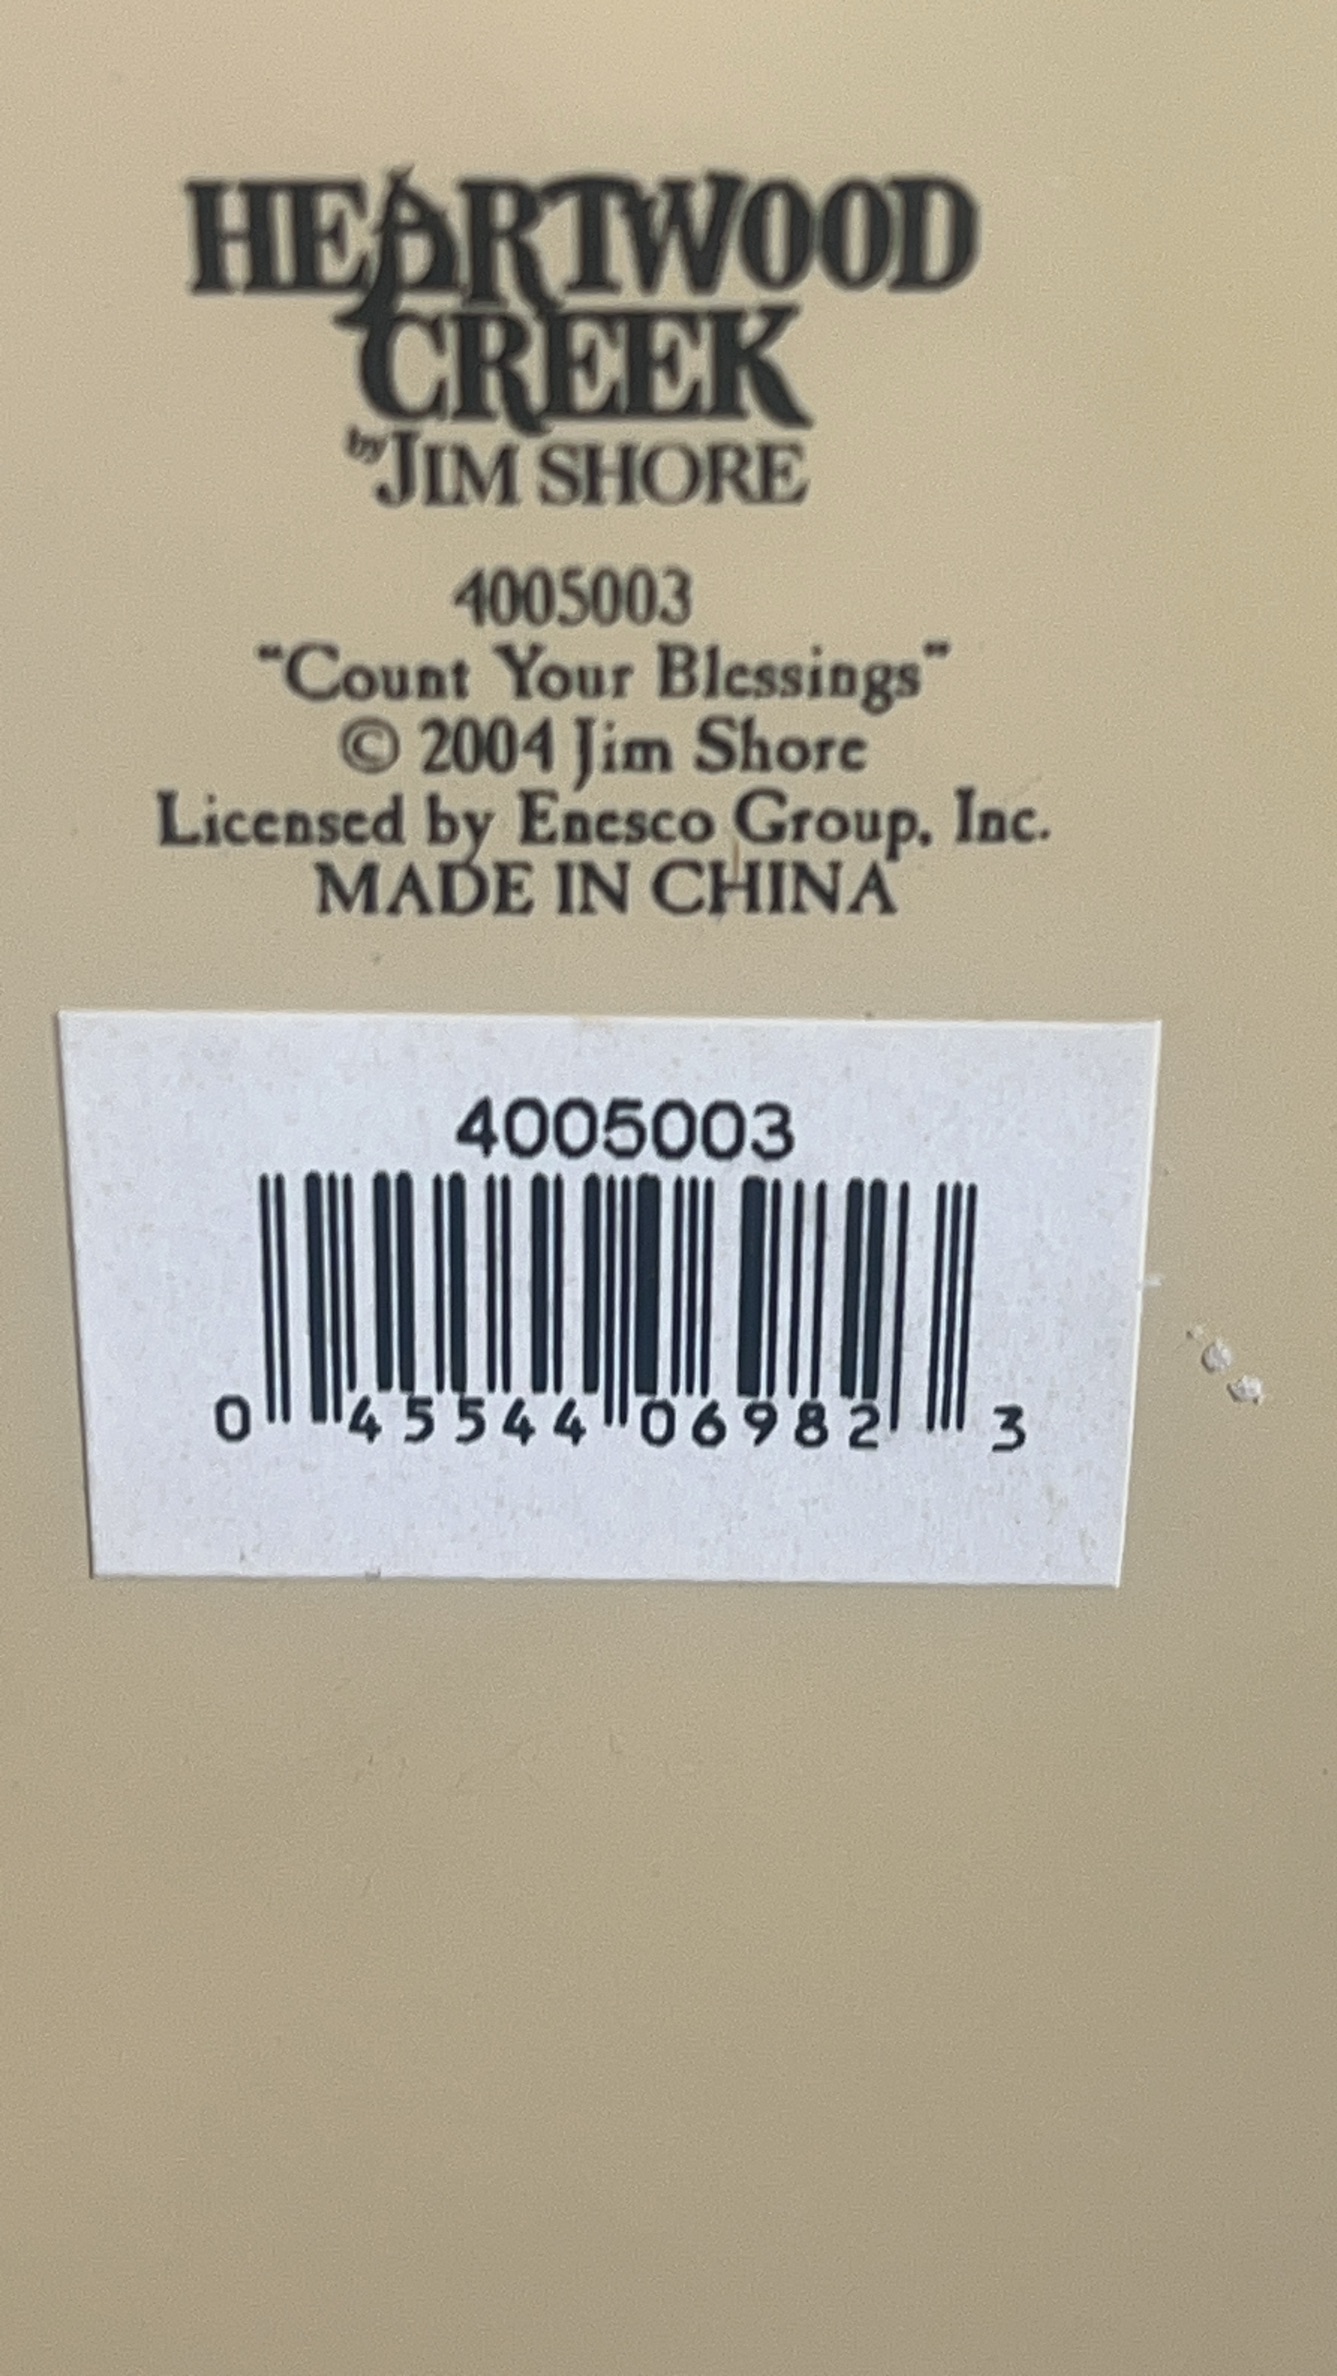 HEARTWOOD
CREEK
by JIM SHORE
4005003
“Count Your Blessings”
© 2004 Jim Shore
Licensed by Enesco Group, Inc.
MADE IN CHINA
4005003
0 45544 06982 3